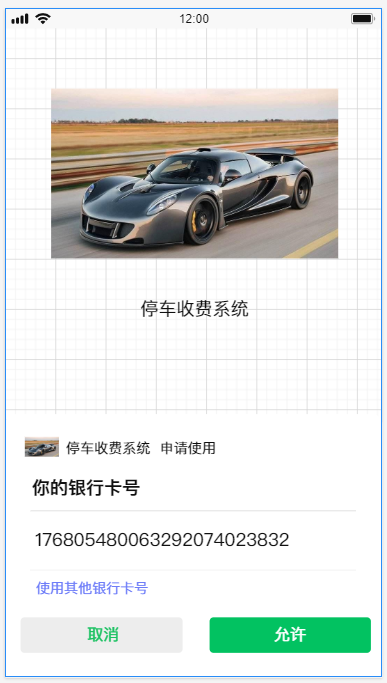 12:00
停车收费系统
停车收费系统 申请使用
你的银行卡号
176805480063292074023832
使用其他银行卡号
取消 允许